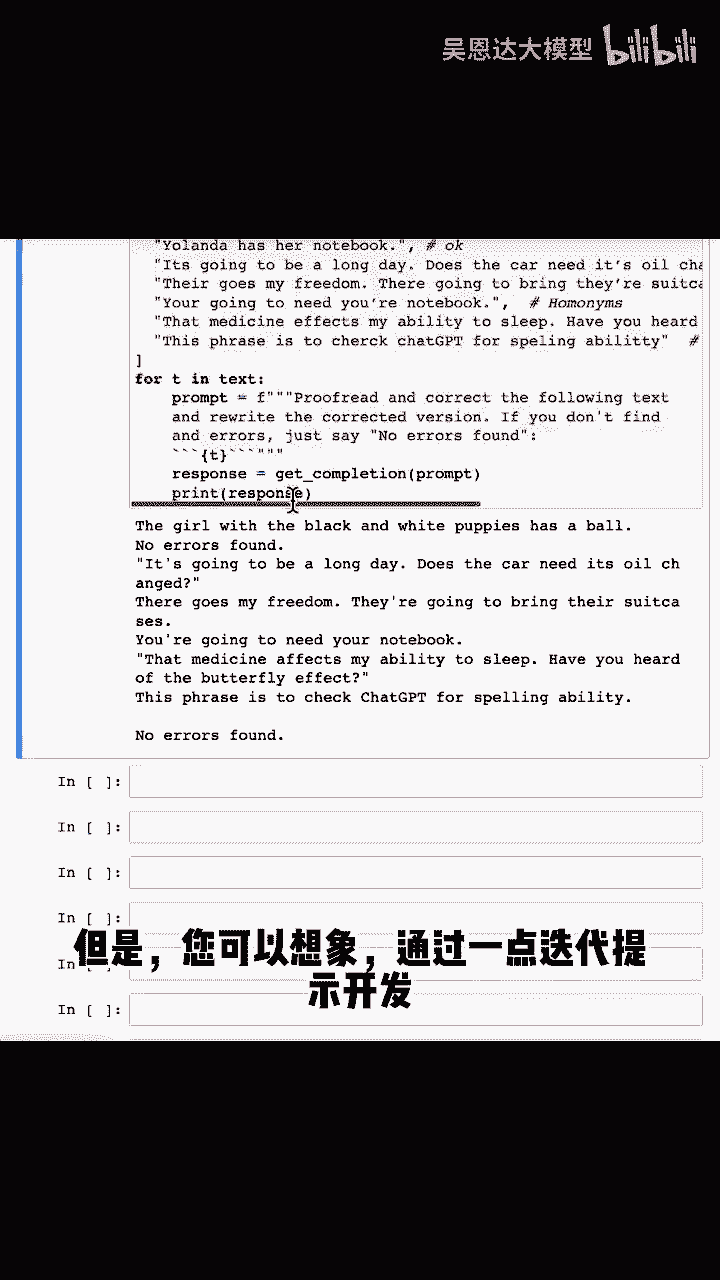 吴恩达大模型 bilibili
"Yolanda has her notebook.", # ok
"Its going to be a long day. Does the car need it's oil cha
"Their goes my freedom. There going to bring they're suitca
"Your going to need you're notebook.",  # Homonyms
"That medicine effects my ability to sleep. Have you heard
"This phrase is to cherck chatGPT for speling abilitty"  #
]
for t in text:
    prompt = f"""Proofread and correct the following text
    and rewrite the corrected version. If you don't find
    and errors, just say "No errors found":
    ```{t}```"""
    response = get_completion(prompt)
    print(response)
The girl with the black and white puppies has a ball.
No errors found.
"It's going to be a long day. Does the car need its oil ch
anged?"
There goes my freedom. They're going to bring their suitca
ses.
You're going to need your notebook.
"That medicine affects my ability to sleep. Have you heard
of the butterfly effect?"
This phrase is to check ChatGPT for spelling ability.
No errors found.
In [ ]:
In [ ]:
In [ ]:
In [ ]:
In [ ]:
但是，您可以想象，通过一点迭代提
示开发
In [ ]: